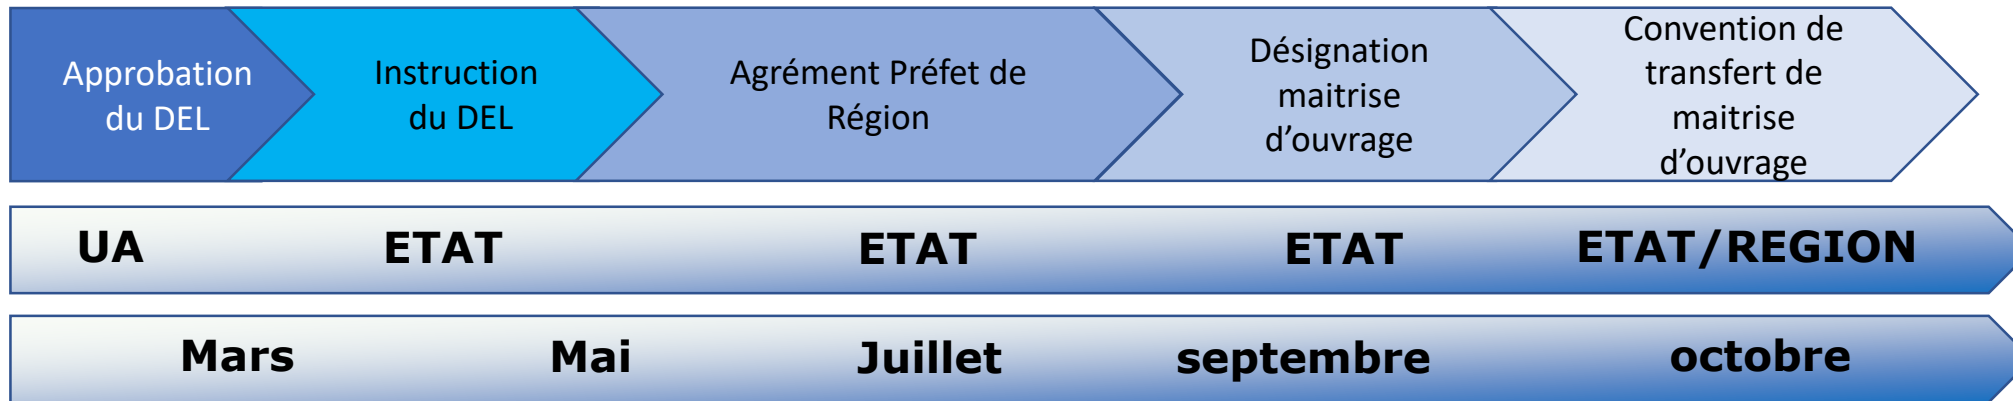 Approbation
du DEL
Instruction
du DEL
Agrément Préfet de
Région
Désignation
maitrise
d’ouvrage
Convention de
transfert de
maitrise
d’ouvrage
UA
ETAT
ETAT
ETAT
ETAT/REGION
Mars
Mai
Juillet
septembre
octobre